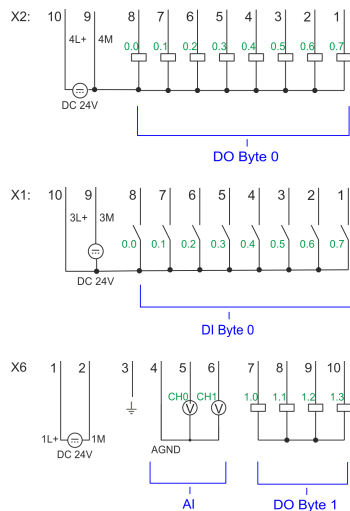 X2: 10 9 8 7 6 5 4 3 2 1
4L+ 4M 0.0 0.1 0.2 0.3 0.4 0.5 0.6 0.7
DC 24V
DO Byte 0
X1: 10 9 8 7 6 5 4 3 2 1
3L+ 3M 0.0 0.1 0.2 0.3 0.4 0.5 0.6 0.7
DC 24V
DI Byte 0
X6 1 2 3 4 5 6 7 8 9 10
CH0 CH1 1.0 1.1 1.2 1.3
V V
1L+ 1M
DC 24V
AGND
AI DO Byte 1